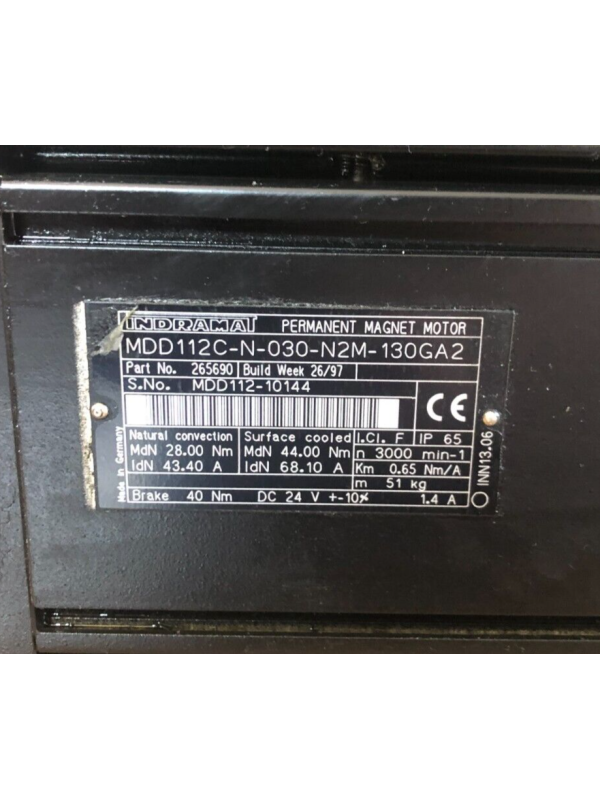 INDRAMAT PERMANENT MAGNET MOTOR
MDD112C-N-030-N2M-130GA2
Part No. 265690 Build Week 26/97
S.No. MDD112-10144
CE
Natural convection Surface cooled I.Cl. F IP 65
MdN 28.00 Nm MdN 44.00 Nm n 3000 min-1
IdN 43.40 A IdN 68.10 A Km 0.65 Nm/A
m 51 kg
Brake 40 Nm DC 24 V +-10% 1.4 A
Made in Germany
INN13.06